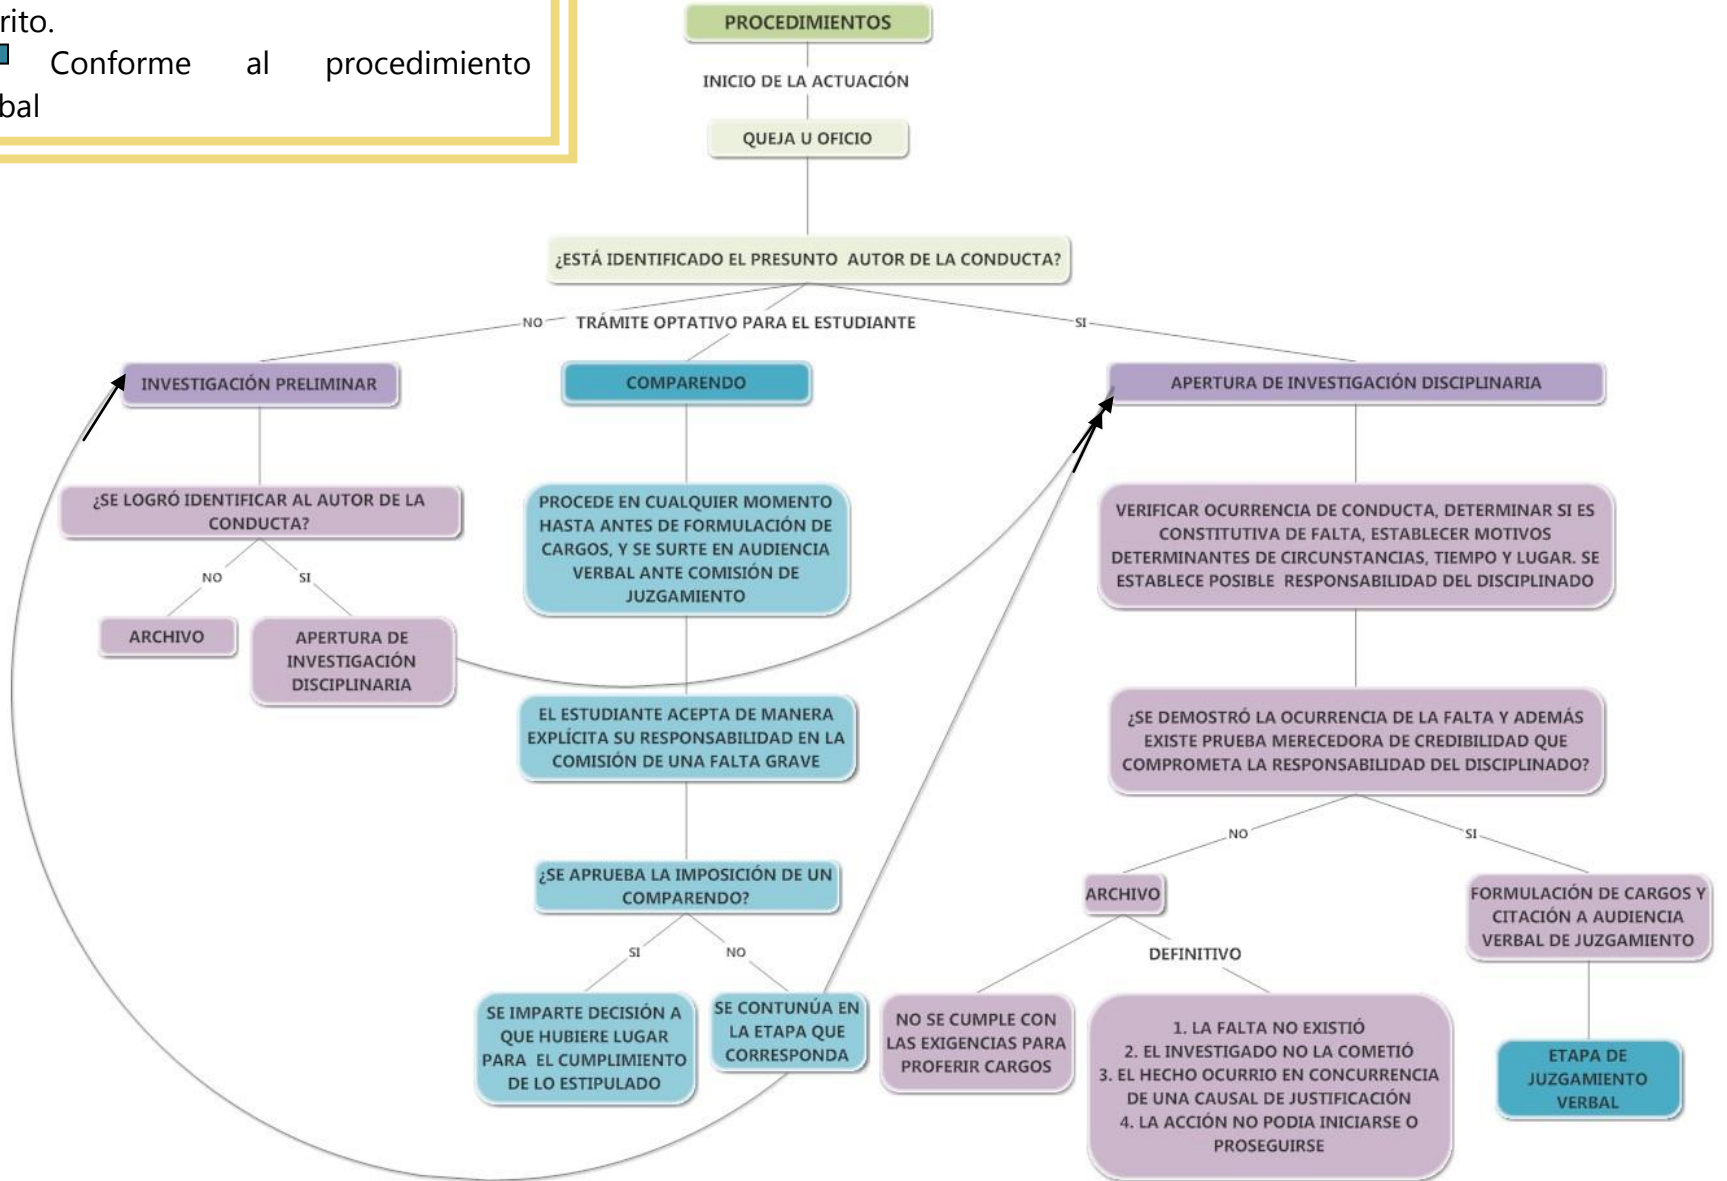 rito.
Conforme al procedimiento
bal
PROCEDIMIENTOS
INICIO DE LA ACTUACIÓN
QUEJA U OFICIO
¿ESTÁ IDENTIFICADO EL PRESUNTO AUTOR DE LA CONDUCTA?
NO
TRÁMITE OPTATIVO PARA EL ESTUDIANTE
SI
INVESTIGACIÓN PRELIMINAR
¿SE LOGRÓ IDENTIFICAR AL AUTOR DE LA
CONDUCTA?
NO
SI
ARCHIVO
APERTURA DE
INVESTIGACIÓN
DISCIPLINARIA
COMPARENDO
PROCEDE EN CUALQUIER MOMENTO
HASTA ANTES DE FORMULACIÓN DE
CARGOS, Y SE SURTE EN AUDIENCIA
VERBAL ANTE COMISIÓN DE
JUZGAMIENTO
EL ESTUDIANTE ACEPTA DE MANERA
EXPLÍCITA SU RESPONSABILIDAD EN LA
COMISIÓN DE UNA FALTA GRAVE
¿SE APRUEBA LA IMPOSICIÓN DE UN
COMPARENDO?
SI
NO
SE IMPARTE DECISIÓN A
QUE HUBIERE LUGAR
PARA EL CUMPLIMIENTO
DE LO ESTIPULADO
SE CONTUNÚA EN
LA ETAPA QUE
CORRESPONDA
APERTURA DE INVESTIGACIÓN DISCIPLINARIA
VERIFICAR OCURRENCIA DE CONDUCTA, DETERMINAR SI ES
CONSTITUTIVA DE FALTA, ESTABLECER MOTIVOS
DETERMINANTES DE CIRCUNSTANCIAS, TIEMPO Y LUGAR. SE
ESTABLECE POSIBLE RESPONSABILIDAD DEL DISCIPLINADO
¿SE DEMOSTRÓ LA OCURRENCIA DE LA FALTA Y ADEMÁS
EXISTE PRUEBA MERECEDORA DE CREDIBILIDAD QUE
COMPROMETA LA RESPONSABILIDAD DEL DISCIPLINADO?
NO
SI
ARCHIVO
DEFINITIVO
NO SE CUMPLE CON
LAS EXIGENCIAS PARA
PROFERIR CARGOS
1. LA FALTA NO EXISTIÓ
2. EL INVESTIGADO NO LA COMETIÓ
3. EL HECHO OCURRIO EN CONCURRENCIA
DE UNA CAUSAL DE JUSTIFICACIÓN
4. LA ACCIÓN NO PODIA INICIARSE O
PROSEGUIRSE
FORMULACIÓN DE CARGOS Y
CITACIÓN A AUDIENCIA
VERBAL DE JUZGAMIENTO
ETAPA DE
JUZGAMIENTO
VERBAL